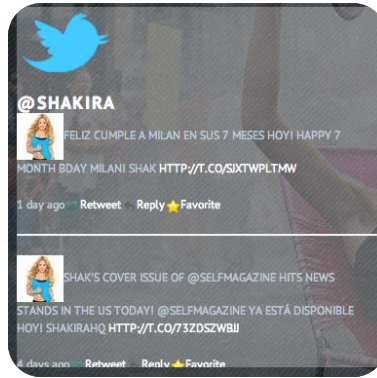 @SHAKIRA
FELIZ CUMPLE A MILAN EN SUS 7 MESES HOY! HAPPY 7
MONTH BDAY MILAN! SHAK HTTP://T.CO/SJXTWPLTMW
1 day ago Retweet Reply Favorite
SHAK'S COVER ISSUE OF @SELFMAGAZINE HITS NEWS
STANDS IN THE US TODAY! @SELFMAGAZINE YA ESTÁ DISPONIBLE
HOY! SHAKIRAHQ HTTP://T.CO/73ZDSZWBJJ
4 days ago Retweet Reply Favorite